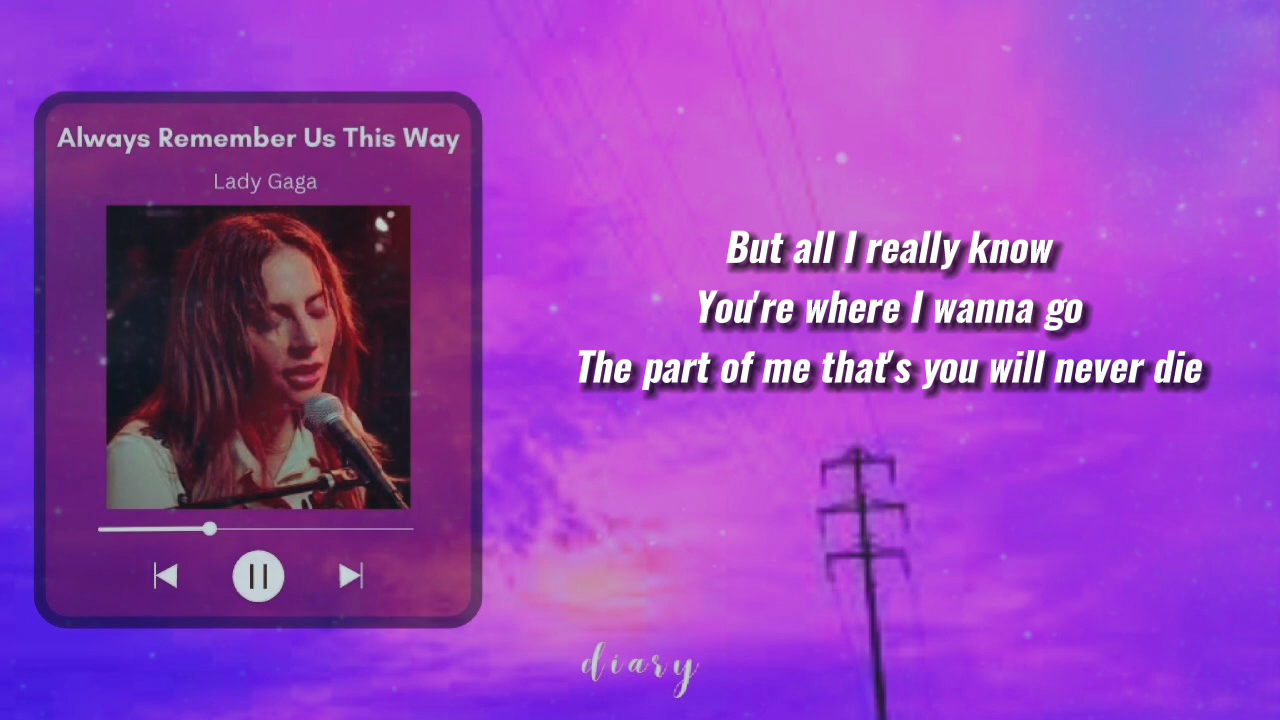 Always Remember Us This Way
Lady Gaga
But all I really know
You're where I wanna go
The part of me that's you will never die
diary